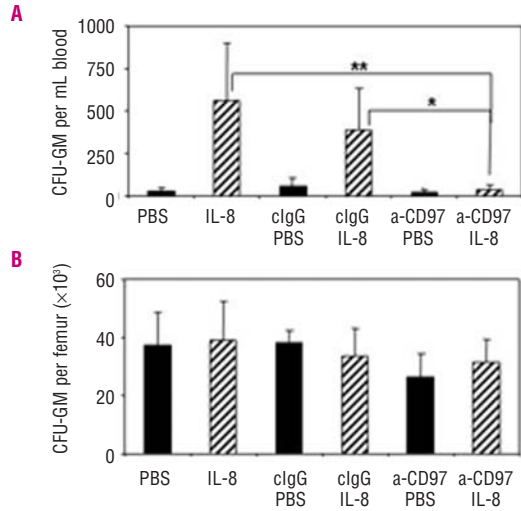 A
CFU-GM per mL blood
1000
750
500
250
0
**
*
PBS IL-8 cIgG PBS cIgG IL-8 a-CD97 PBS a-CD97 IL-8
B
CFU-GM per femur (×10³)
60
40
20
0
PBS IL-8 cIgG PBS cIgG IL-8 a-CD97 PBS a-CD97 IL-8